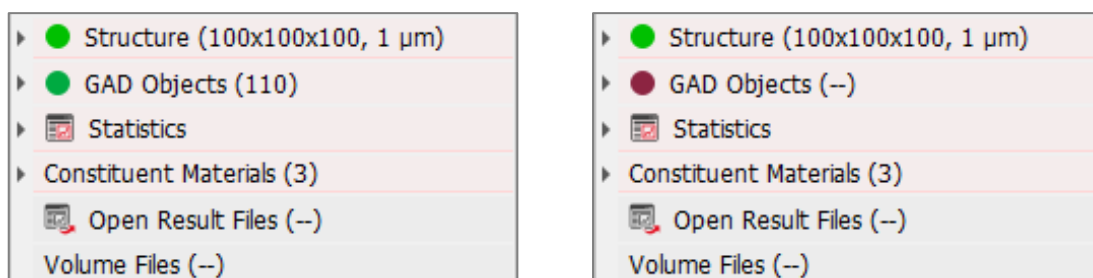 Structure (100x100x100, 1 µm)
GAD Objects (110)
Statistics
Constituent Materials (3)
Open Result Files (--)
Volume Files (--)
Structure (100x100x100, 1 µm)
GAD Objects (--)
Statistics
Constituent Materials (3)
Open Result Files (--)
Volume Files (--)